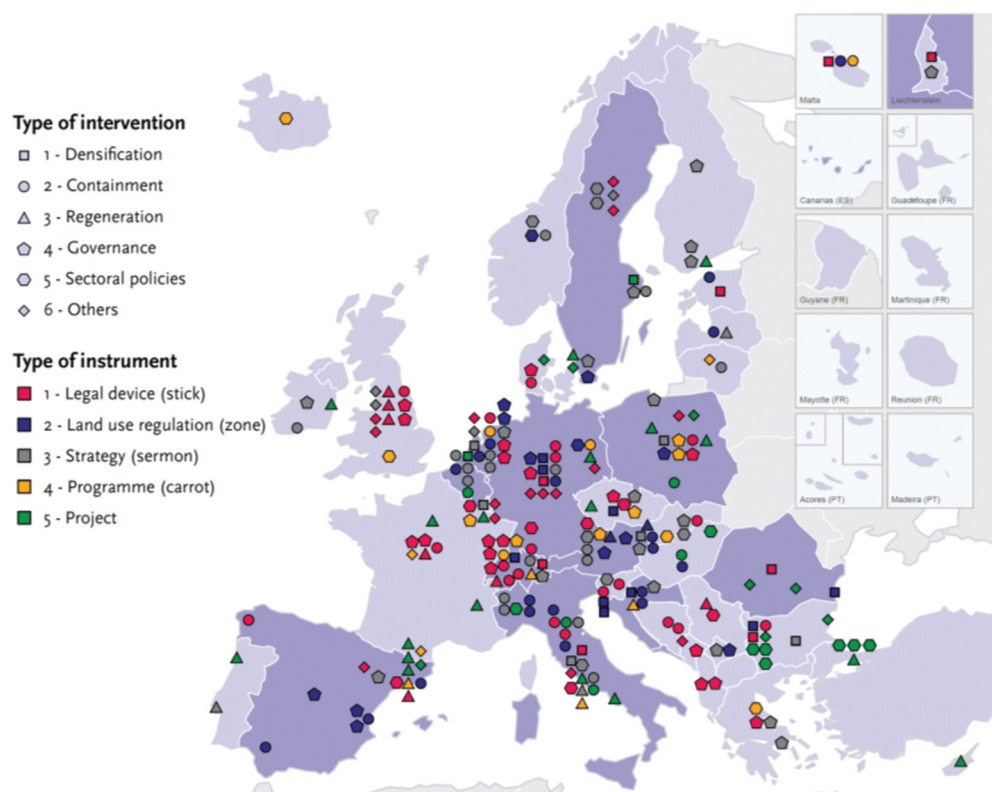 Type of intervention
1 - Densification
2 - Containment
3 - Regeneration
4 - Governance
5 - Sectoral policies
6 - Others
Type of instrument
1 - Legal device (stick)
2 - Land use regulation (zone)
3 - Strategy (sermon)
4 - Programme (carrot)
5 - Project
Malta
Liechtenstein
Canarias (ES)
Guadeloupe (FR)
Guyane (FR)
Martinique (FR)
Mayotte (FR)
Reunion (FR)
Acores (PT)
Madeira (PT)